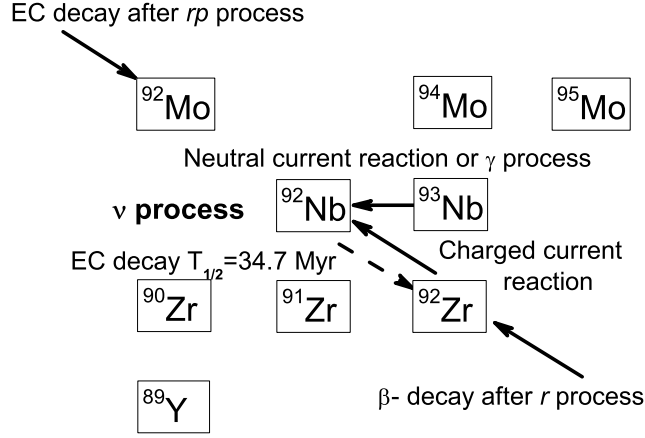 EC decay after rp process
⁹²Mo ⁹⁴Mo ⁹⁵Mo
Neutral current reaction or γ process
ν process ⁹²Nb ⁹³Nb
EC decay T₁/₂=34.7 Myr
Charged current
reaction
⁹⁰Zr ⁹¹Zr ⁹²Zr
β- decay after r process
⁸⁹Y